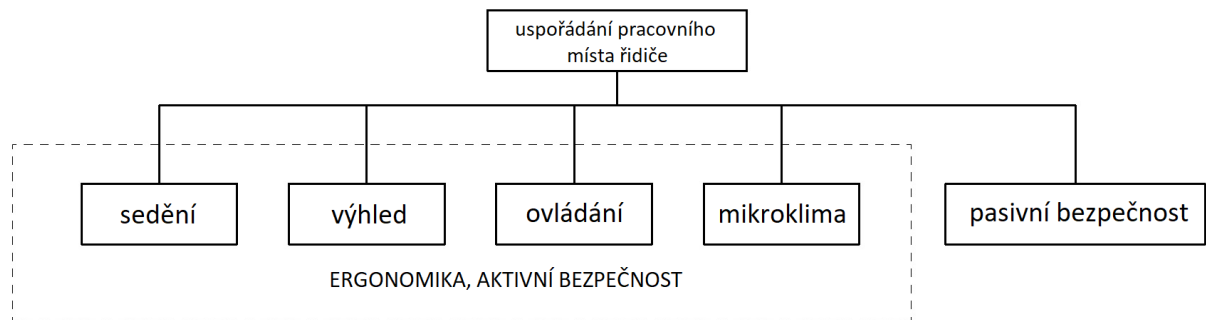 uspořádání pracovního
místa řidiče
sedění
výhled
ovládání
mikroklima
pasivní bezpečnost
ERGONOMIKA, AKTIVNÍ BEZPEČNOST